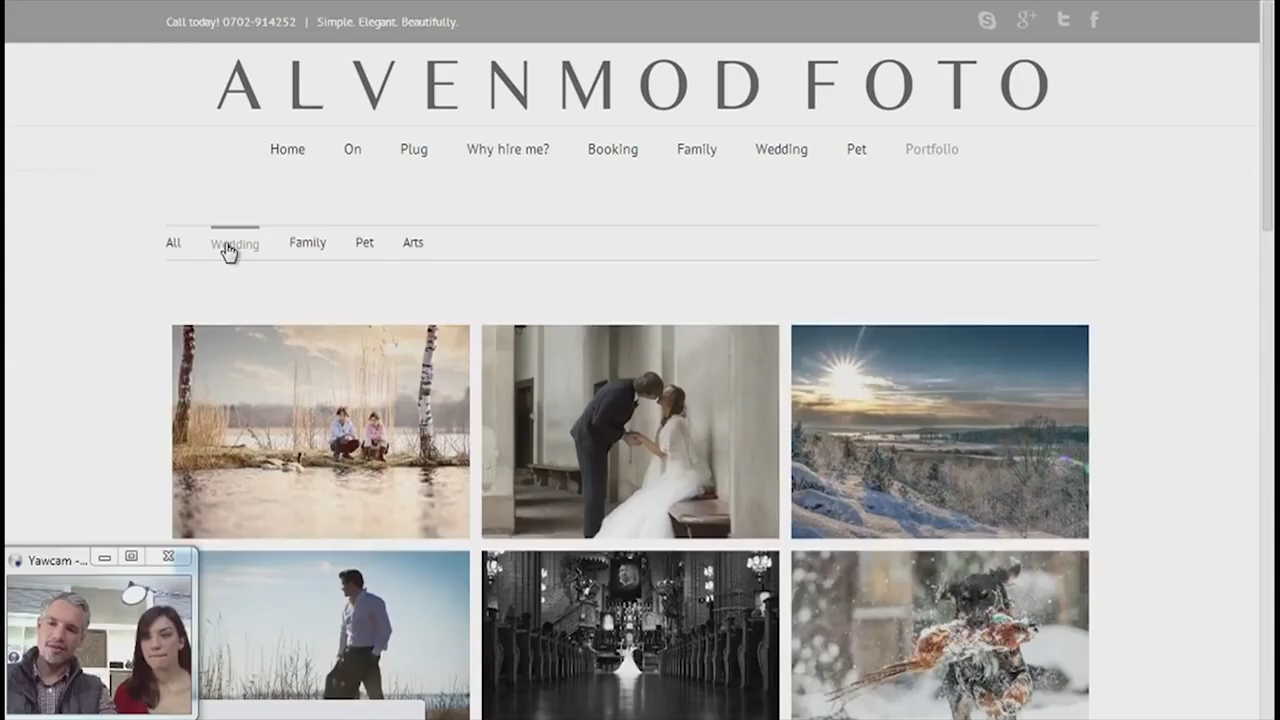 Call today! 0702-914252 | Simple. Elegant. Beautifully.
ALVENMOD FOTO
Home On Plug Why hire me? Booking Family Wedding Pet Portfolio
All Wedding Family Pet Arts
Yawcam -...